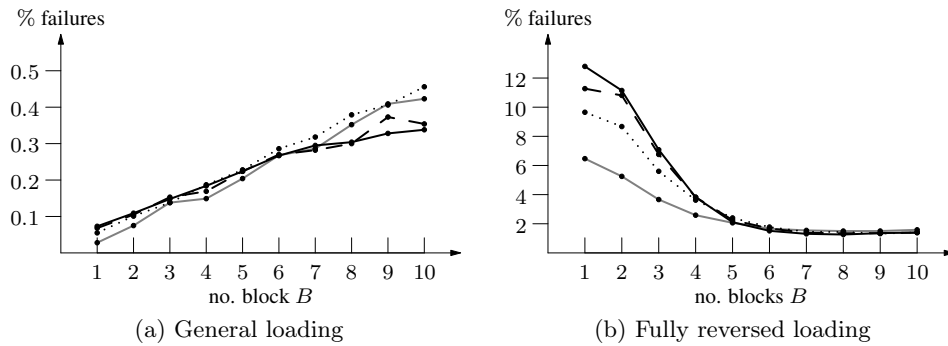 % failures
0.5
0.4
0.3
0.2
0.1
1 2 3 4 5 6 7 8 9 10
no. block B
(a) General loading
% failures
12
10
8
6
4
2
1 2 3 4 5 6 7 8 9 10
no. blocks B
(b) Fully reversed loading